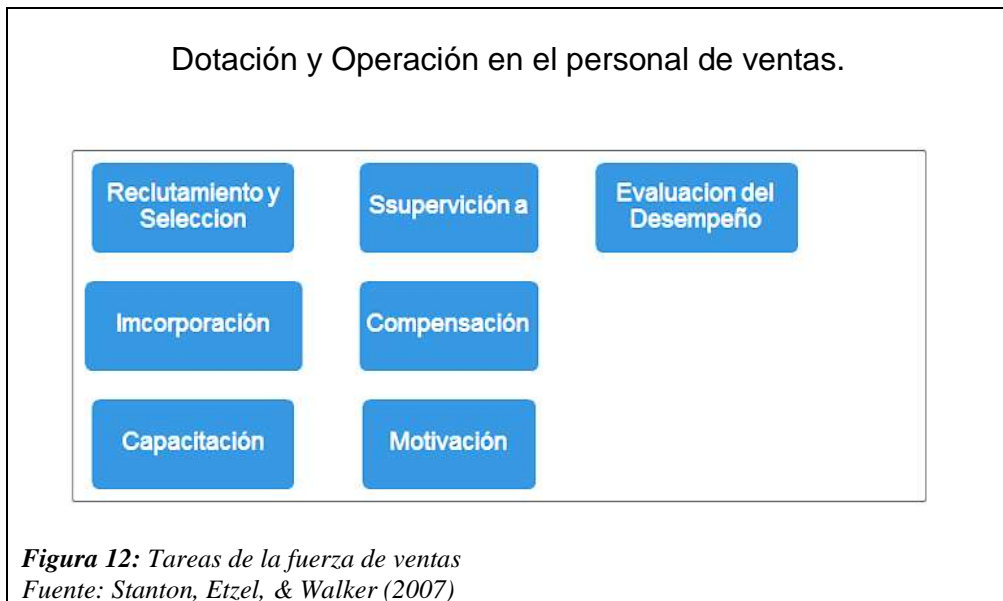 Dotación y Operación en el personal de ventas.
Reclutamiento y
Seleccion
Ssupervición a
Evaluacion del
Desempeño
Imcorporación
Compensación
Capacitación
Motivación
Figura 12: Tareas de la fuerza de ventas
Fuente: Stanton, Etzel, & Walker (2007)